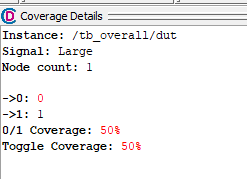 Coverage Details
Instance: /tb_overall/dut
Signal: Large
Node count: 1
->0: 0
->1: 1
0/1 Coverage: 50%
Toggle Coverage: 50%